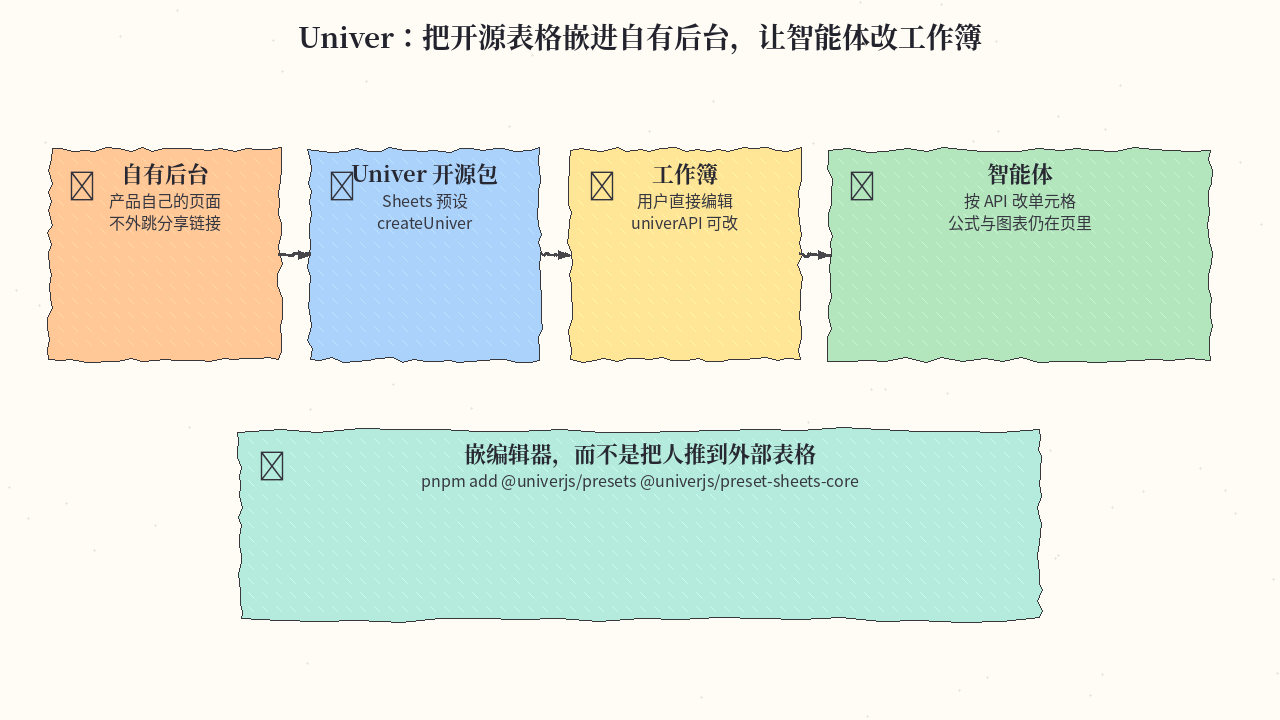 Univer：把开源表格嵌进自有后台，让智能体改工作簿
自有后台
产品自己的页面
不外跳分享链接
Univer 开源包
Sheets 预设
createUniver
工作簿
用户直接编辑
univerAPI 可改
智能体
按 API 改单元格
公式与图表仍在页里
嵌编辑器，而不是把人推到外部表格
pnpm add @univerjs/presets @univerjs/preset-sheets-core